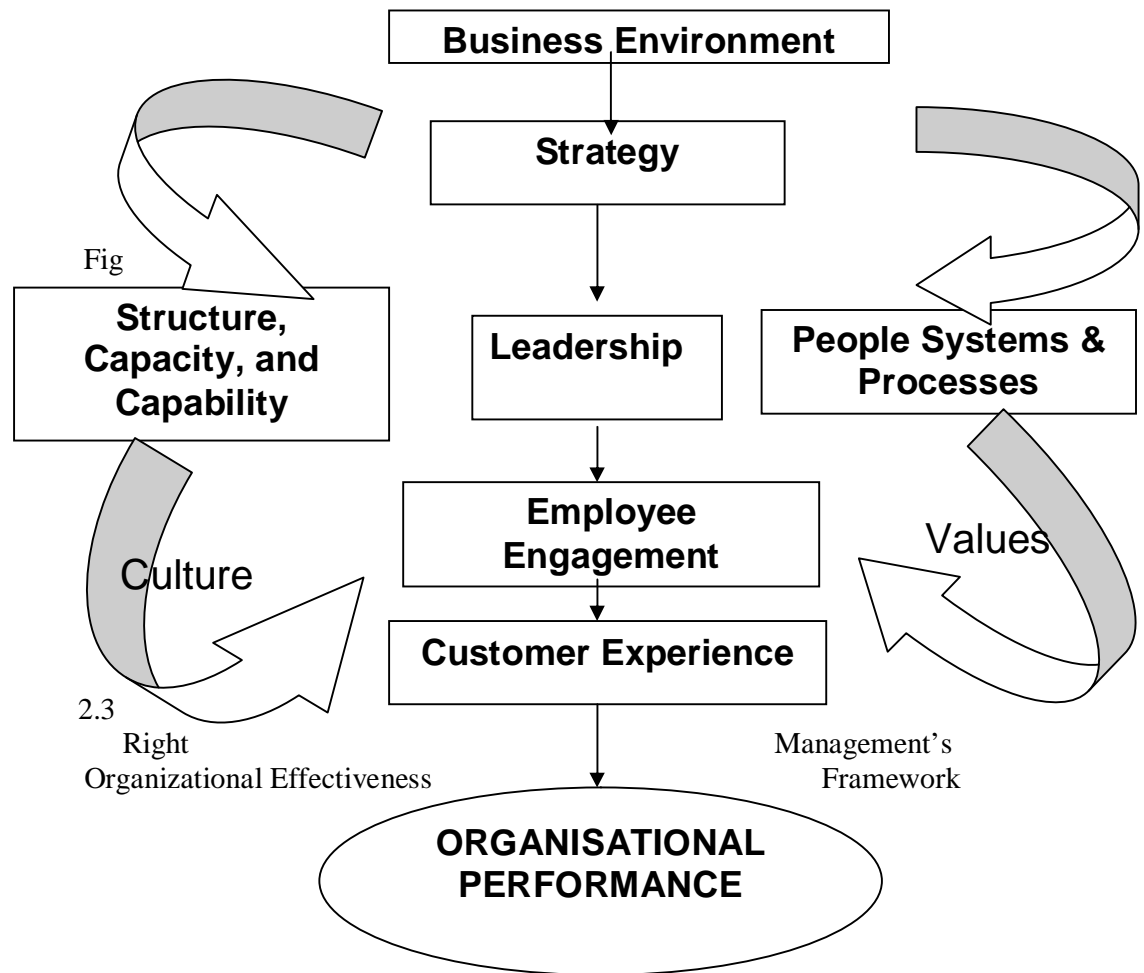 Business Environment
Strategy
Fig
Structure,
Capacity, and
Capability
Leadership
People Systems &
Processes
Employee
Engagement
Culture
Values
Customer Experience
2.3
Right
Management’s
Organizational Effectiveness
Framework
ORGANISATIONAL
PERFORMANCE